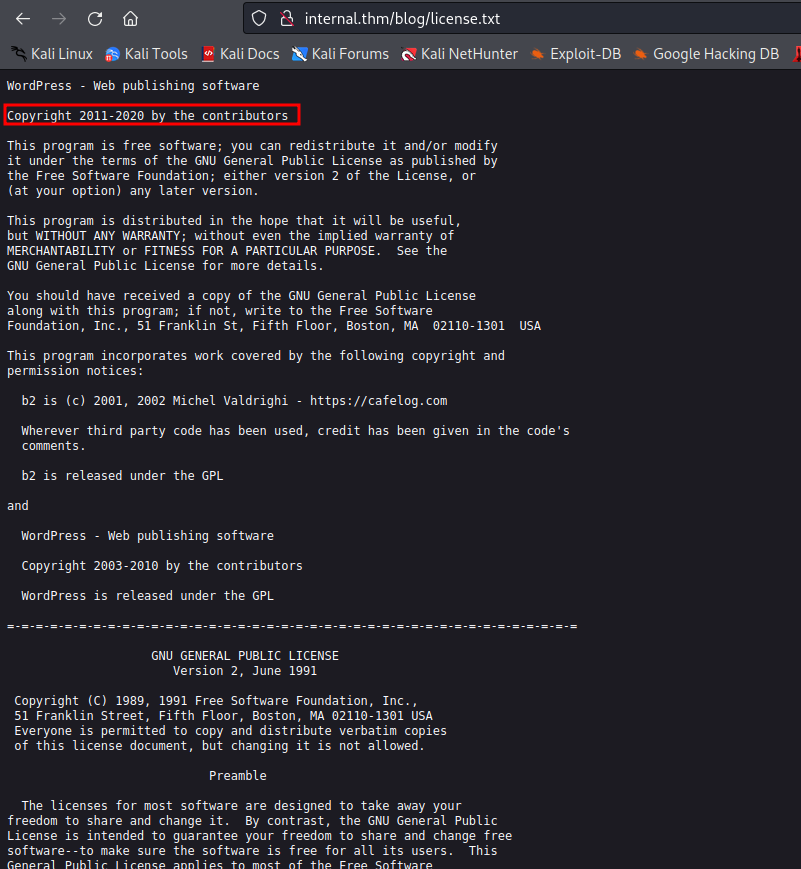 internal.thm/blog/license.txt
Kali Linux Kali Tools Kali Docs Kali Forums Kali NetHunter Exploit-DB Google Hacking DB
WordPress - Web publishing software
Copyright 2011-2020 by the contributors
This program is free software; you can redistribute it and/or modify
it under the terms of the GNU General Public License as published by
the Free Software Foundation; either version 2 of the License, or
(at your option) any later version.
This program is distributed in the hope that it will be useful,
but WITHOUT ANY WARRANTY; without even the implied warranty of
MERCHANTABILITY or FITNESS FOR A PARTICULAR PURPOSE.  See the
GNU General Public License for more details.
You should have received a copy of the GNU General Public License
along with this program; if not, write to the Free Software
Foundation, Inc., 51 Franklin St, Fifth Floor, Boston, MA  02110-1301  USA
This program incorporates work covered by the following copyright and
permission notices:
b2 is (c) 2001, 2002 Michel Valdrighi - https://cafelog.com
Wherever third party code has been used, credit has been given in the code's
comments.
b2 is released under the GPL
and
WordPress - Web publishing software
Copyright 2003-2010 by the contributors
WordPress is released under the GPL
=-=-=-=-=-=-=-=-=-=-=-=-=-=-=-=-=-=-=-=-=-=-=-=-=-=-=-=-=-=-=-=-=-=-=-=-=-=-=-=
GNU GENERAL PUBLIC LICENSE
Version 2, June 1991
Copyright (C) 1989, 1991 Free Software Foundation, Inc.,
51 Franklin Street, Fifth Floor, Boston, MA 02110-1301 USA
Everyone is permitted to copy and distribute verbatim copies
of this license document, but changing it is not allowed.
Preamble
The licenses for most software are designed to take away your
freedom to share and change it.  By contrast, the GNU General Public
License is intended to guarantee your freedom to share and change free
software--to make sure the software is free for all its users.  This
General Public License applies to most of the Free Software